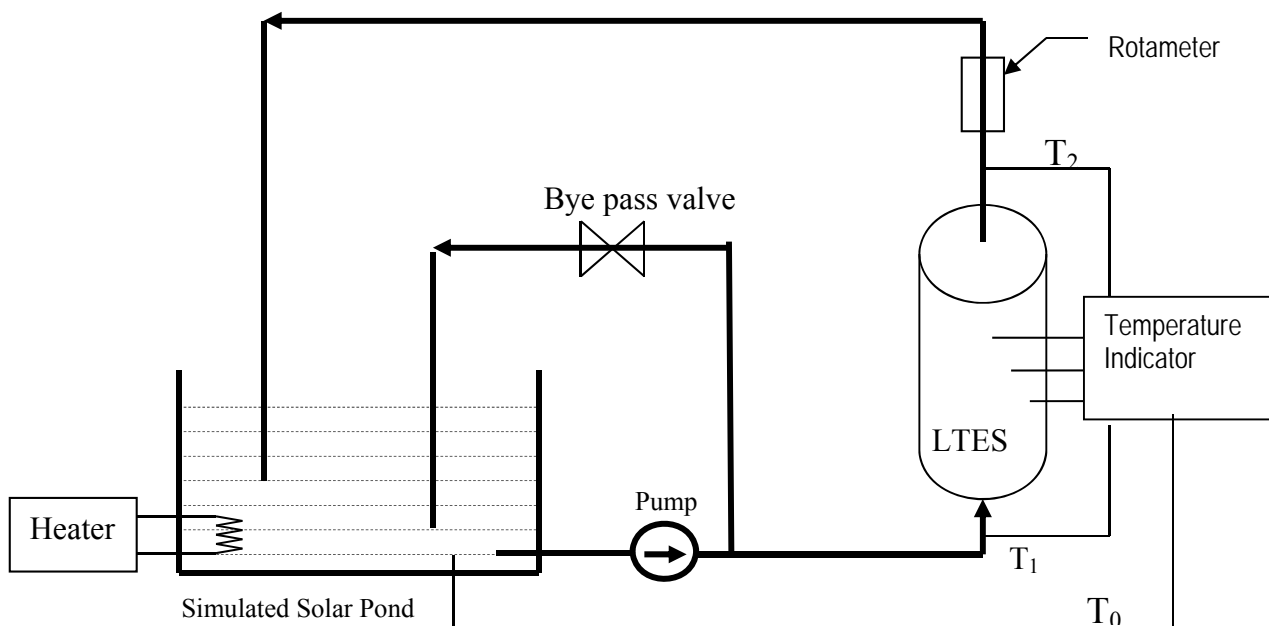 Rotameter
T₂
Bye pass valve
Temperature
Indicator
LTES
Pump
Heater
T₁
Simulated Solar Pond
T₀